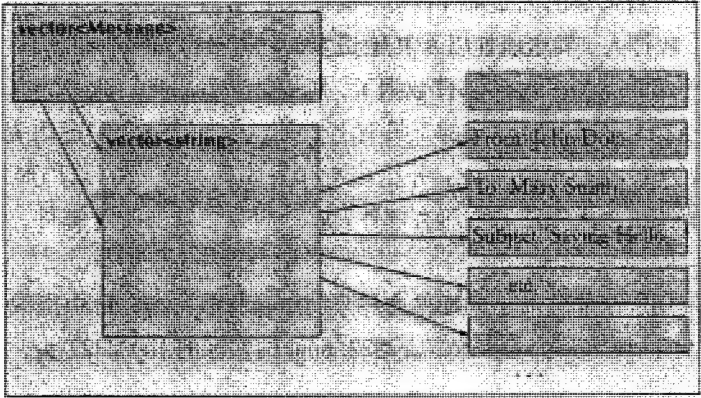 vector<Message>
vector<string>
From: John Doe
To: Mary Smith
Subject: Saying Hello
etc.
...